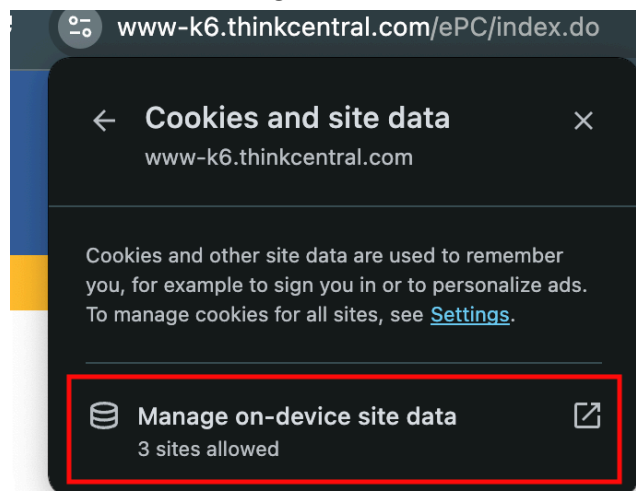 www-k6.thinkcentral.com/ePC/index.do
Cookies and site data
www-k6.thinkcentral.com
Cookies and other site data are used to remember
you, for example to sign you in or to personalize ads.
To manage cookies for all sites, see Settings.
Manage on-device site data
3 sites allowed